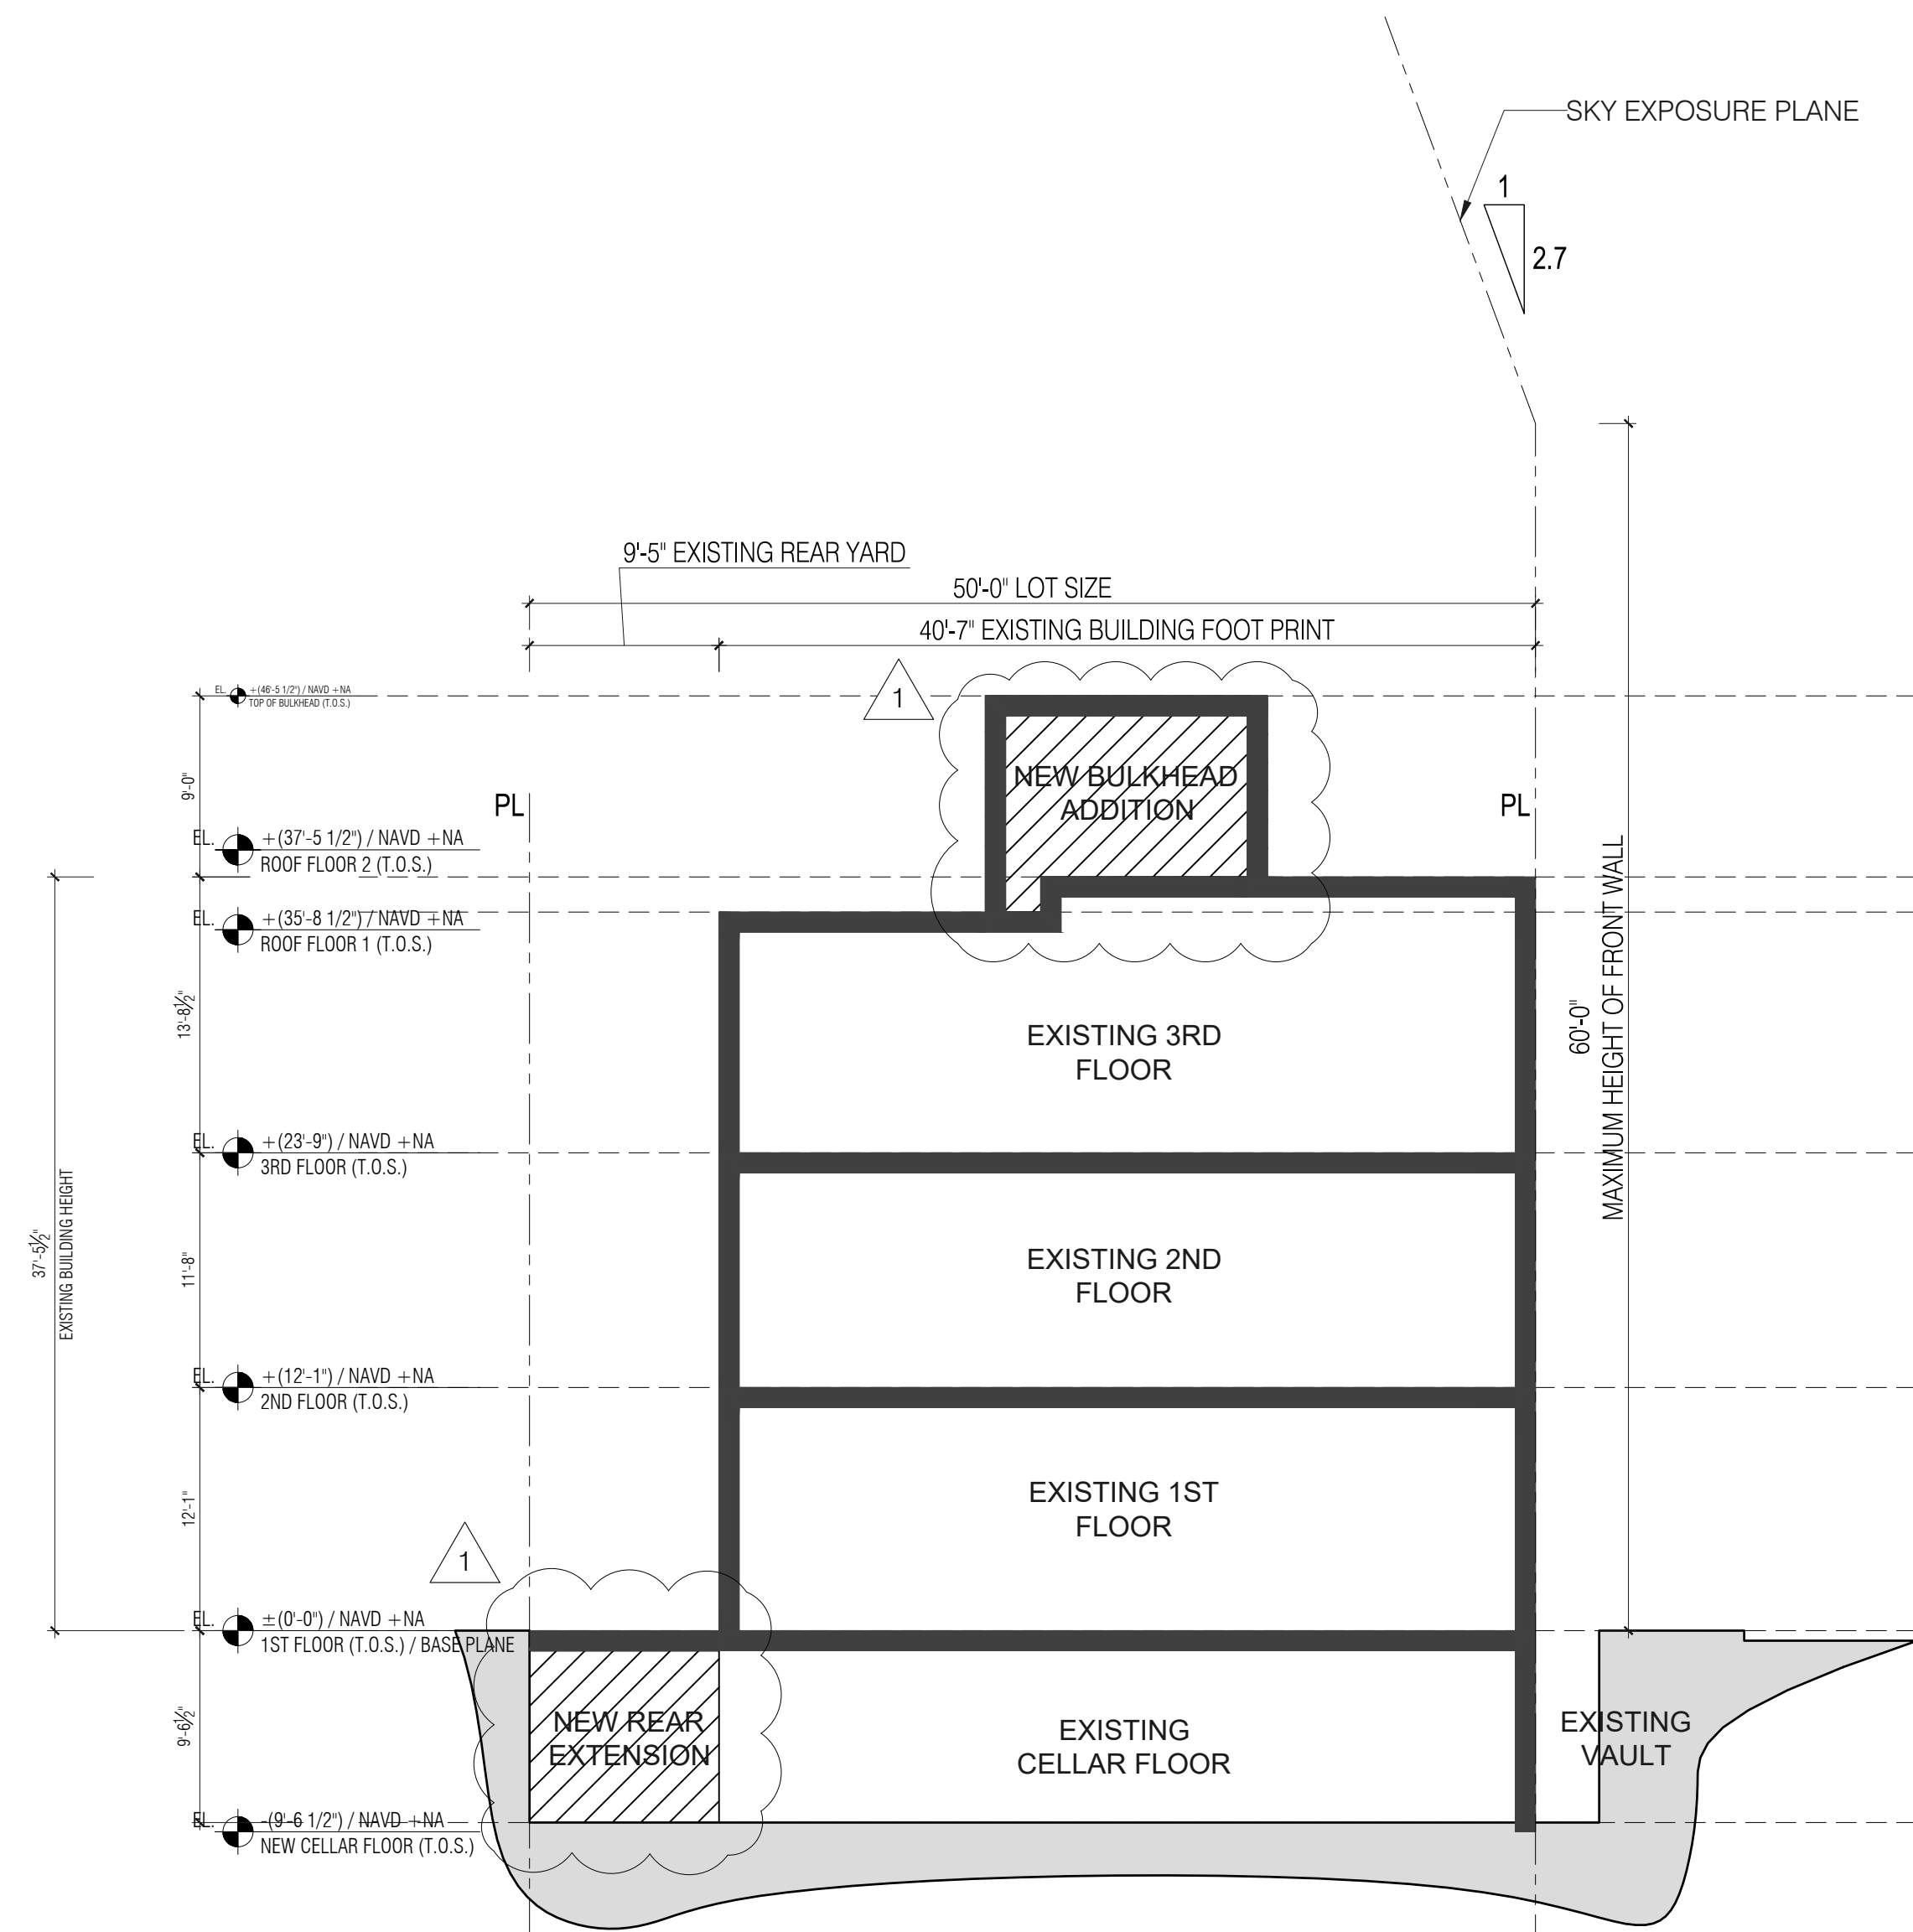 SKY EXPOSURE PLANE
1
2.7
9'-5" EXISTING REAR YARD
50'-0" LOT SIZE
40'-7" EXISTING BUILDING FOOT PRINT
1
EL. +(46'-5 1/2") / NAVD +NA
TOP OF BULKHEAD (T.O.S.)
9'-0"
NEW BULKHEAD
ADDITION
PL
PL
EL. +(37'-5 1/2") / NAVD +NA
ROOF FLOOR 2 (T.O.S.)
EL. +(35'-8 1/2") / NAVD +NA
ROOF FLOOR 1 (T.O.S.)
13'-8½"
60'-0"
MAXIMUM HEIGHT OF FRONT WALL
EXISTING 3RD
FLOOR
EL. +(23'-9") / NAVD +NA
3RD FLOOR (T.O.S.)
37'-5½"
EXISTING BUILDING HEIGHT
11'-8"
EXISTING 2ND
FLOOR
EL. +(12'-1") / NAVD +NA
2ND FLOOR (T.O.S.)
12'-1"
EXISTING 1ST
FLOOR
1
EL. ±(0'-0") / NAVD +NA
1ST FLOOR (T.O.S.) / BASE PLANE
9'-6½"
NEW REAR
EXTENSION
EXISTING
CELLAR FLOOR
EXISTING
VAULT
EL. -(9'-6 1/2") / NAVD +NA
NEW CELLAR FLOOR (T.O.S.)